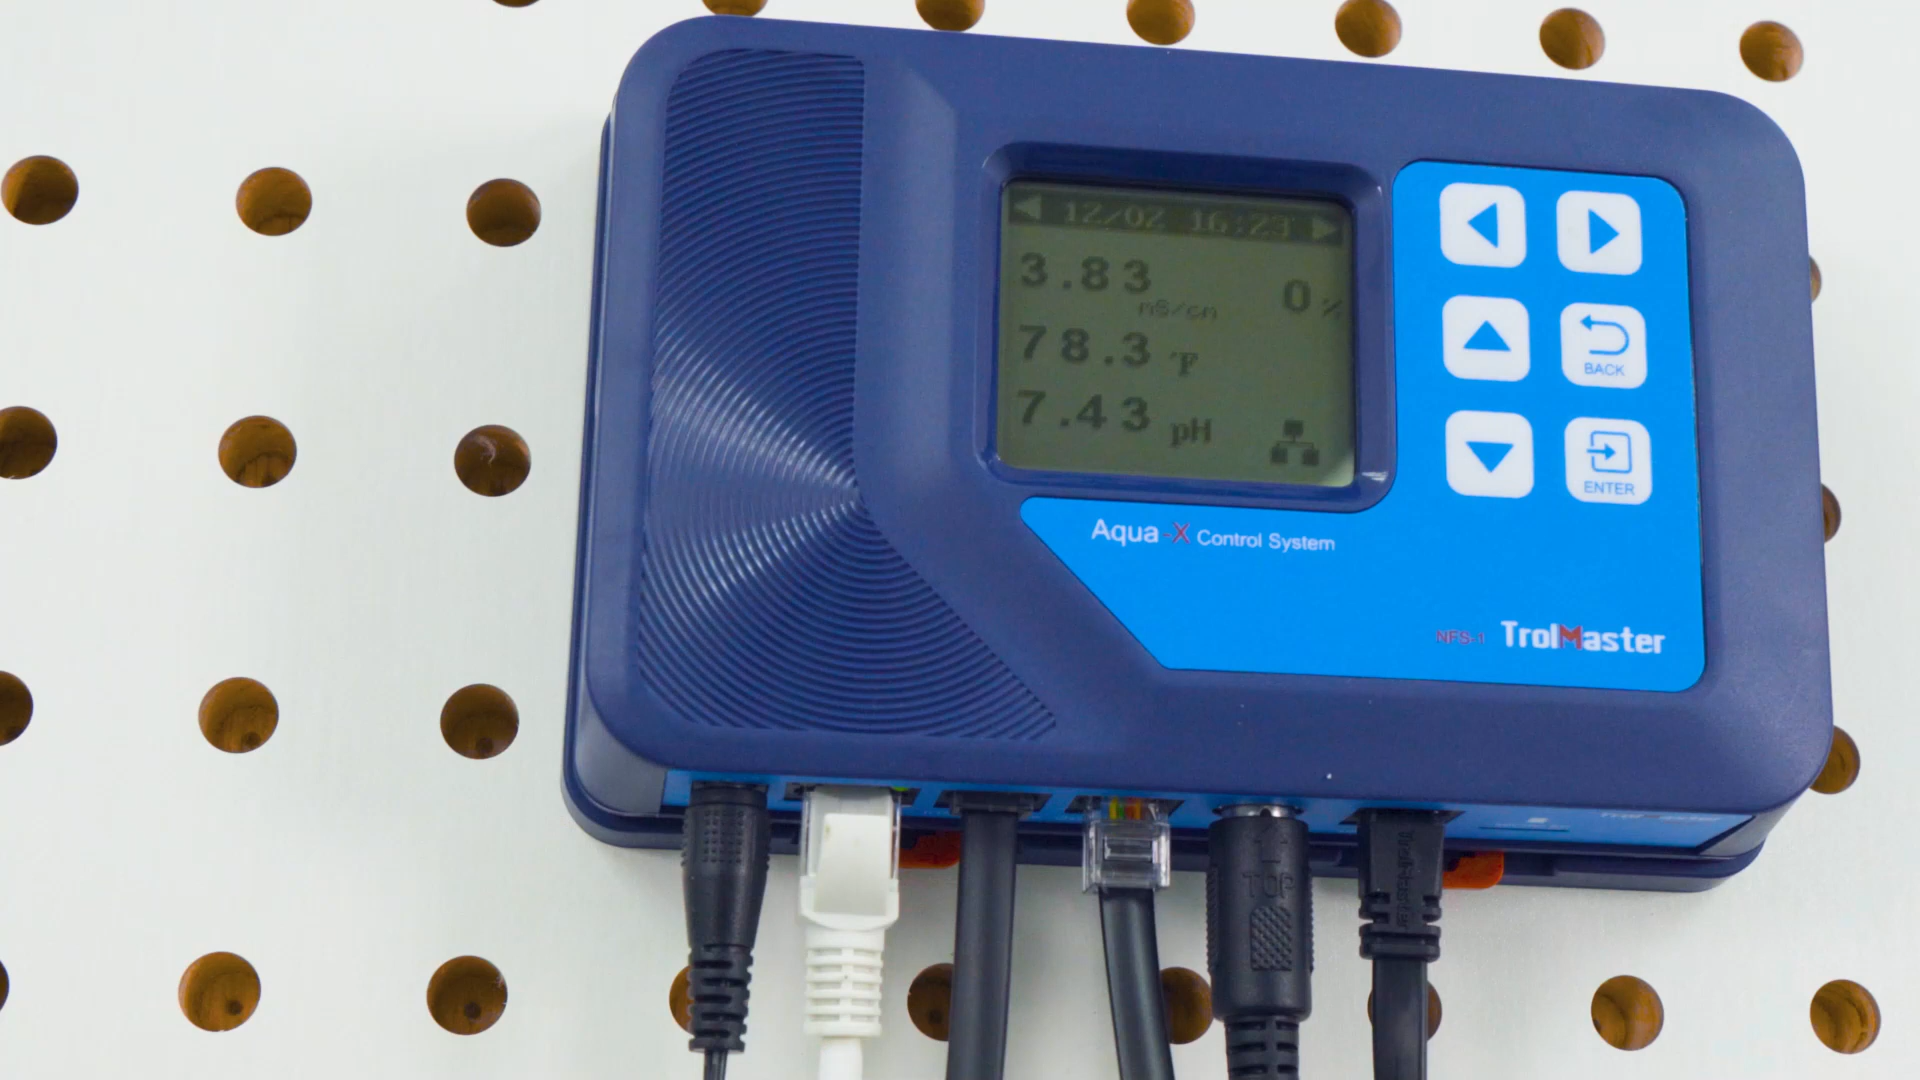 12/02 16:23
3.83 mS/cm 0 %
78.3 °F
7.43 pH
BACK
ENTER
Aqua-X Control System
NFS-1 TrolMaster
TOP
TrolMaster